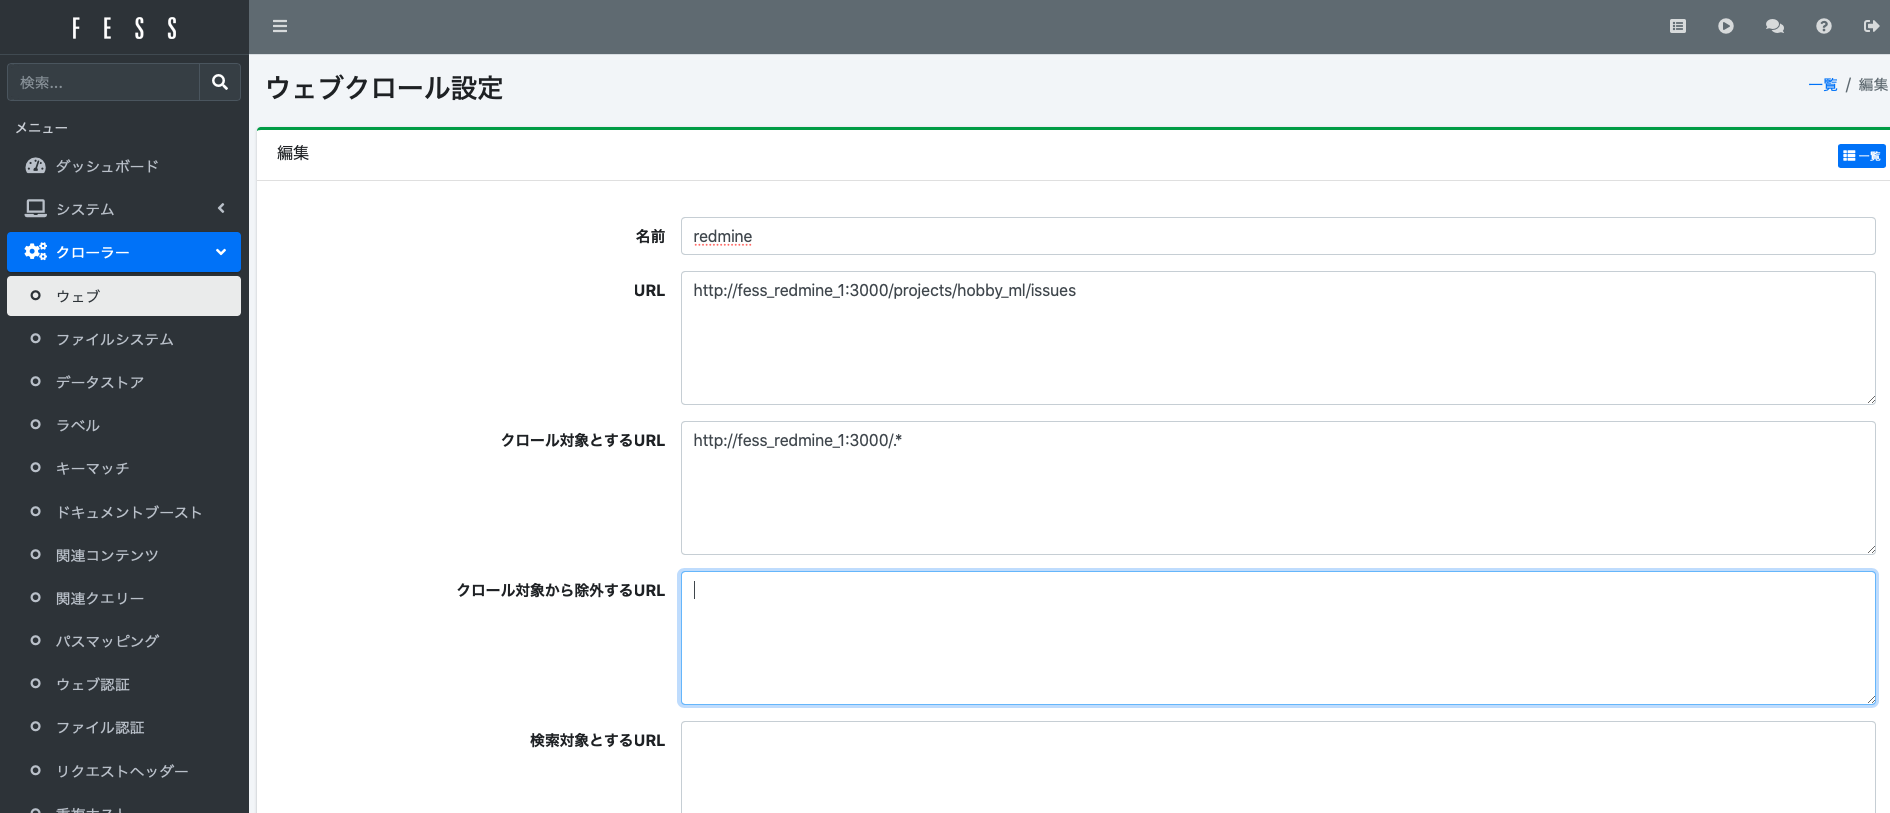 FESS
検索...
メニュー
ダッシュボード
システム
クローラー
ウェブ
ファイルシステム
データストア
ラベル
キーマッチ
ドキュメントブースト
関連コンテンツ
関連クエリー
パスマッピング
ウェブ認証
ファイル認証
リクエストヘッダー
重複ホスト
ウェブクロール設定
一覧 / 編集
編集
一覧
名前
redmine
URL
http://fess_redmine_1:3000/projects/hobby_ml/issues
クロール対象とするURL
http://fess_redmine_1:3000/.*
クロール対象から除外するURL
検索対象とするURL